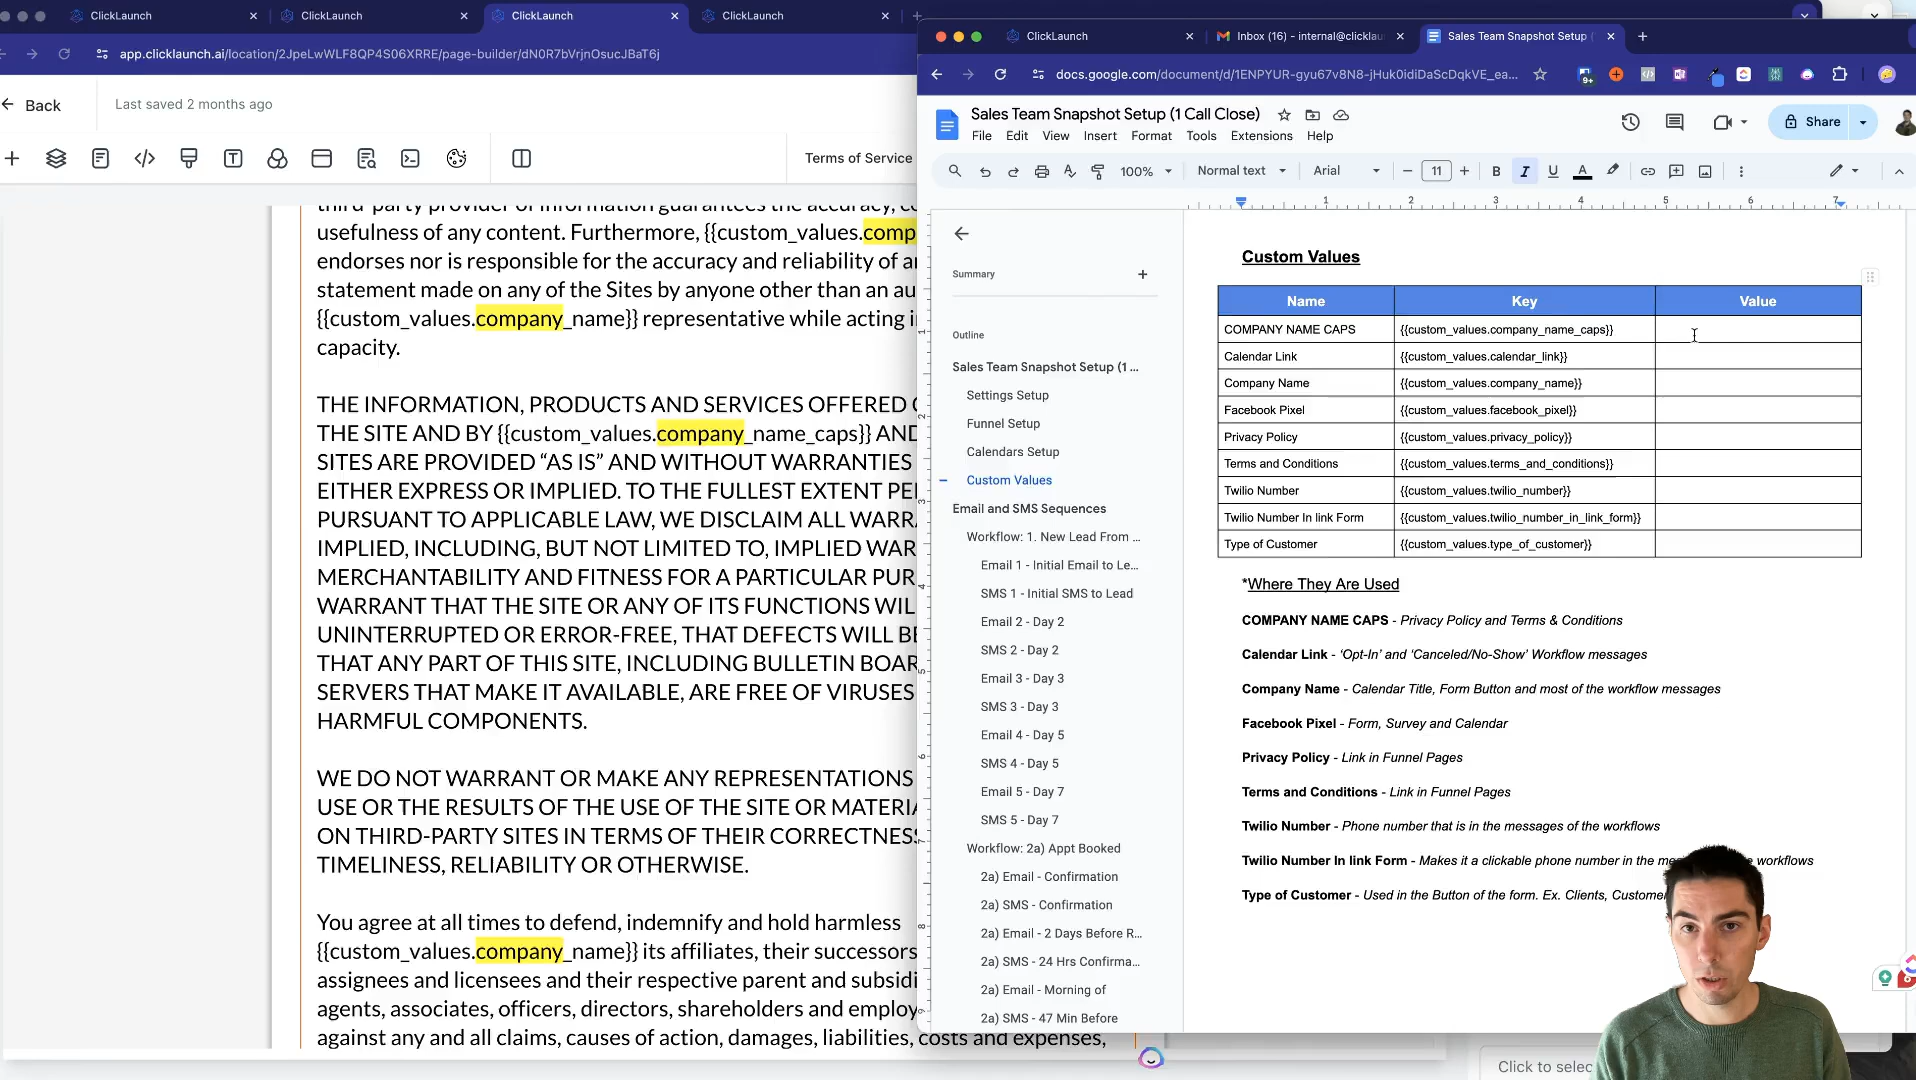 ClickLaunch
ClickLaunch
ClickLaunch
ClickLaunch
app.clicklaunch.ai/location/2JpeLwWLF8QP4S06XRRE/page-builder/dN0R7bVrjnOsucJBaT6j
Back
Last saved 2 months ago
Terms of Service
third-party provider of information guarantees the accuracy, co
usefulness of any content. Furthermore, {{custom_values.comp
endorses nor is responsible for the accuracy and reliability of an
statement made on any of the Sites by anyone other than an au
{{custom_values.company_name}} representative while acting in
capacity.
THE INFORMATION, PRODUCTS AND SERVICES OFFERED O
THE SITE AND BY {{custom_values.company_name_caps}} AND
SITES ARE PROVIDED “AS IS” AND WITHOUT WARRANTIES
EITHER EXPRESS OR IMPLIED. TO THE FULLEST EXTENT PE
PURSUANT TO APPLICABLE LAW, WE DISCLAIM ALL WARR
IMPLIED, INCLUDING, BUT NOT LIMITED TO, IMPLIED WAR
MERCHANTABILITY AND FITNESS FOR A PARTICULAR PUR
WARRANT THAT THE SITE OR ANY OF ITS FUNCTIONS WIL
UNINTERRUPTED OR ERROR-FREE, THAT DEFECTS WILL BE
THAT ANY PART OF THIS SITE, INCLUDING BULLETIN BOAR
SERVERS THAT MAKE IT AVAILABLE, ARE FREE OF VIRUSES
HARMFUL COMPONENTS.
WE DO NOT WARRANT OR MAKE ANY REPRESENTATIONS
USE OR THE RESULTS OF THE USE OF THE SITE OR MATERIA
ON THIRD-PARTY SITES IN TERMS OF THEIR CORRECTNESS
TIMELINESS, RELIABILITY OR OTHERWISE.
You agree at all times to defend, indemnify and hold harmless
{{custom_values.company_name}} its affiliates, their successors
assignees and licensees and their respective parent and subsidi
agents, associates, officers, directors, shareholders and employ
against any and all claims, causes of action, damages, liabilities, costs and expenses,
ClickLaunch
Inbox (16) - internal@clicklau
Sales Team Snapshot Setup (
docs.google.com/document/d/1ENPYUR-gyu67v8N8-jHuk0idiDaScDqkVE_ea...
9+
Sales Team Snapshot Setup (1 Call Close)
File Edit View Insert Format Tools Extensions Help
Share
100% Normal text Arial 11 B I U A
1 2 3 4 5 6 7
Summary
Outline
Sales Team Snapshot Setup (1 ...
Settings Setup
Funnel Setup
Calendars Setup
Custom Values
Email and SMS Sequences
Workflow: 1. New Lead From ...
Email 1 - Initial Email to Le...
SMS 1 - Initial SMS to Lead
Email 2 - Day 2
SMS 2 - Day 2
Email 3 - Day 3
SMS 3 - Day 3
Email 4 - Day 5
SMS 4 - Day 5
Email 5 - Day 7
SMS 5 - Day 7
Workflow: 2a) Appt Booked
2a) Email - Confirmation
2a) SMS - Confirmation
2a) Email - 2 Days Before R...
2a) SMS - 24 Hrs Confirma...
2a) Email - Morning of
2a) SMS - 47 Min Before
Custom Values
Name Key Value
COMPANY NAME CAPS {{custom_values.company_name_caps}}
Calendar Link {{custom_values.calendar_link}}
Company Name {{custom_values.company_name}}
Facebook Pixel {{custom_values.facebook_pixel}}
Privacy Policy {{custom_values.privacy_policy}}
Terms and Conditions {{custom_values.terms_and_conditions}}
Twilio Number {{custom_values.twilio_number}}
Twilio Number In link Form {{custom_values.twilio_number_in_link_form}}
Type of Customer {{custom_values.type_of_customer}}
*Where They Are Used
COMPANY NAME CAPS - Privacy Policy and Terms & Conditions
Calendar Link - ‘Opt-In’ and ‘Canceled/No-Show’ Workflow messages
Company Name - Calendar Title, Form Button and most of the workflow messages
Facebook Pixel - Form, Survey and Calendar
Privacy Policy - Link in Funnel Pages
Terms and Conditions - Link in Funnel Pages
Twilio Number - Phone number that is in the messages of the workflows
Twilio Number In link Form - Makes it a clickable phone number in the me workflows
Type of Customer - Used in the Button of the form. Ex. Clients, Custome
Click to selec